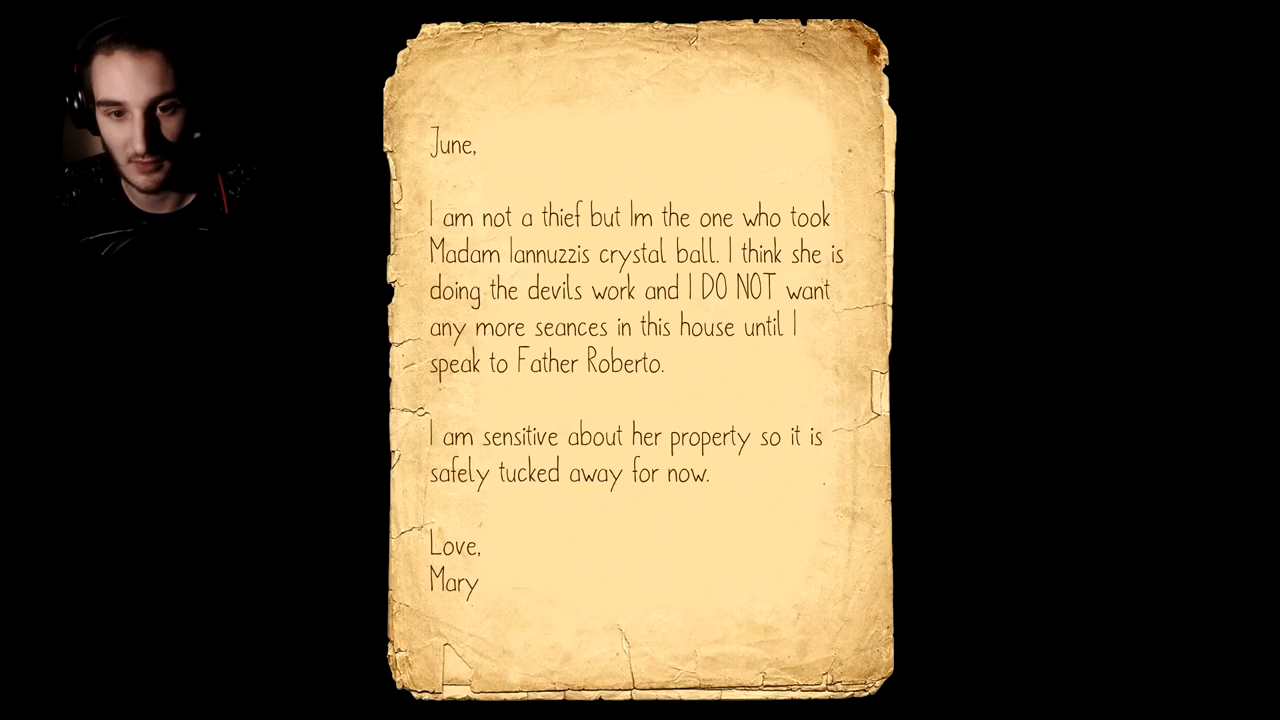 June,
I am not a thief but Im the one who took
Madam Iannuzzis crystal ball. I think she is
doing the devils work and I DO NOT want
any more seances in this house until I
speak to Father Roberto.
I am sensitive about her property so it is
safely tucked away for now.
Love,
Mary